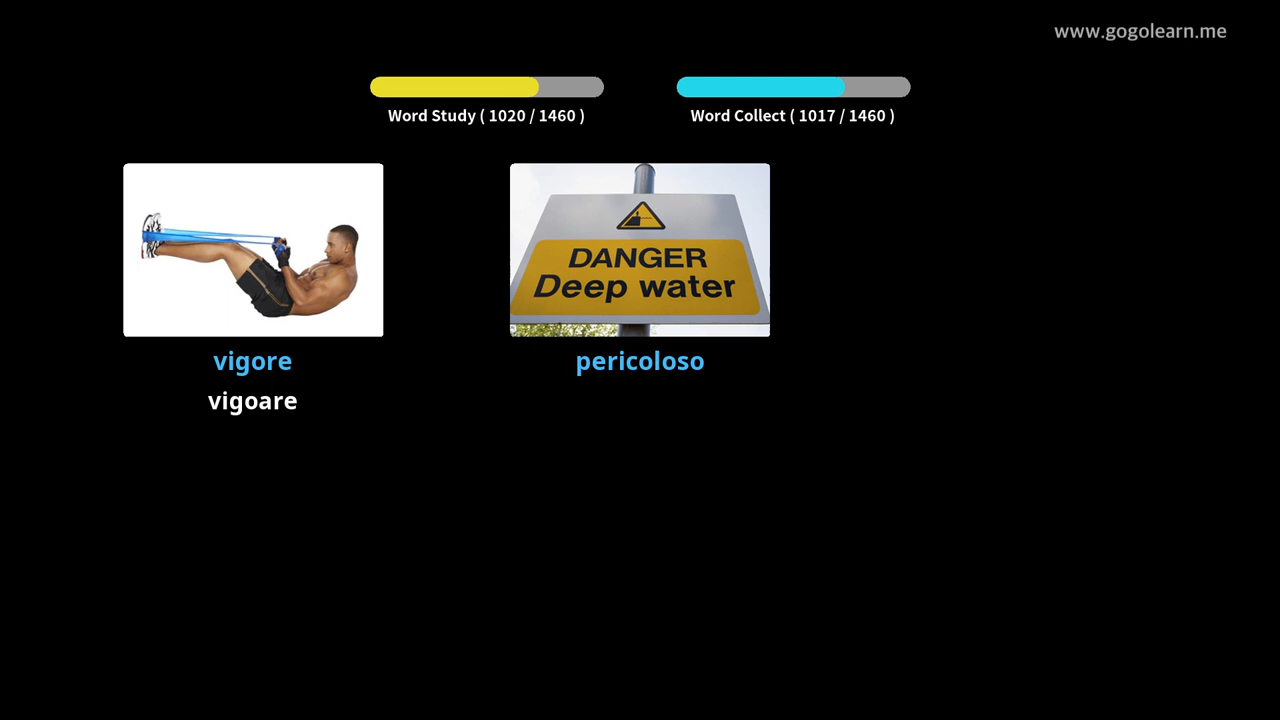 www.gogolearn.me
Word Study ( 1020 / 1460 )
Word Collect ( 1017 / 1460 )
DANGER
Deep water
vigore
pericoloso
vigoare